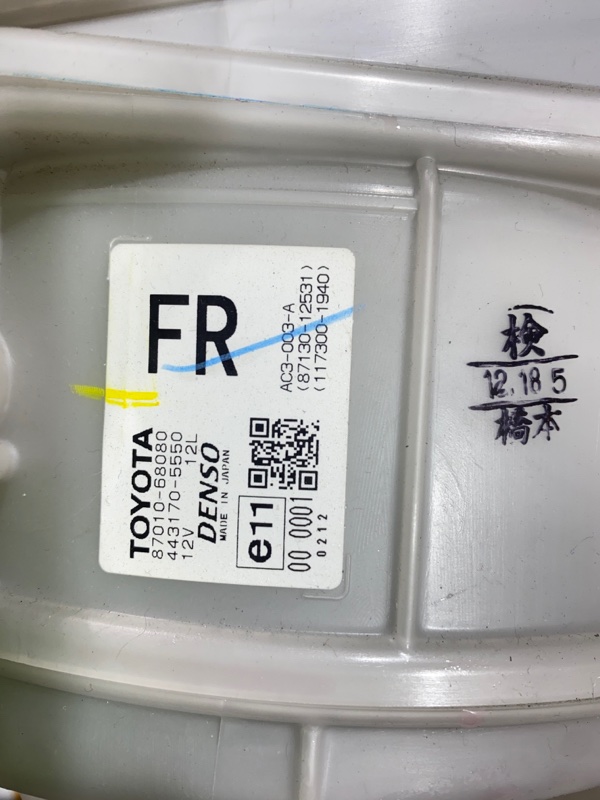 FR
AC3-003-A
(87130-12531)
(117300-1940)
TOYOTA
87010-68080
443170-5550
12V 12L
DENSO
MADE IN JAPAN
e11
00 0001
0212
検
12.18 5
橋本